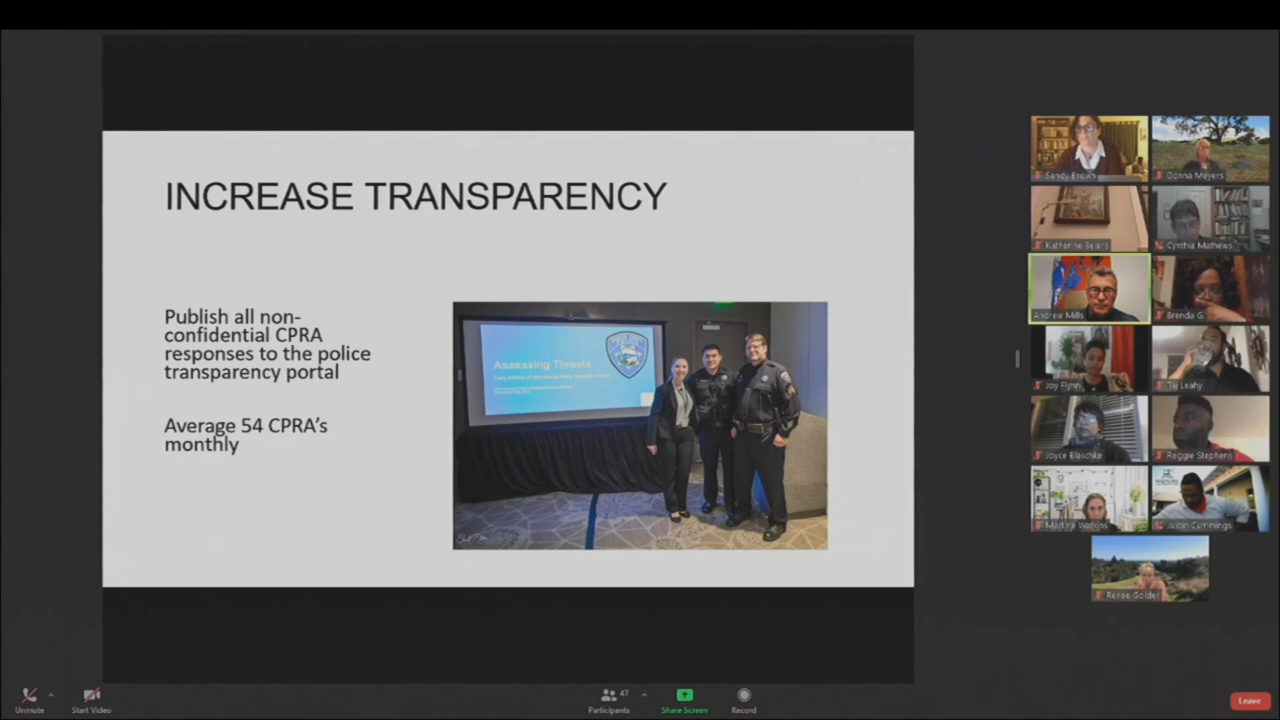 INCREASE TRANSPARENCY
Publish all non-
confidential CPRA
responses to the police
transparency portal
Average 54 CPRA's
monthly
Assessing Threats
Sandy Brown
Donna Meyers
Katherine Beiers
Cynthia Mathews
Andrew Mills
Brenda G.
Joy Flynn
Taj Leahy
Joyce Blaschke
Reggie Stephens
Martine Watkins
Justin Cummings
Renee Golder
Unmute
Start Video
47
Participants
Share Screen
Record
Leave